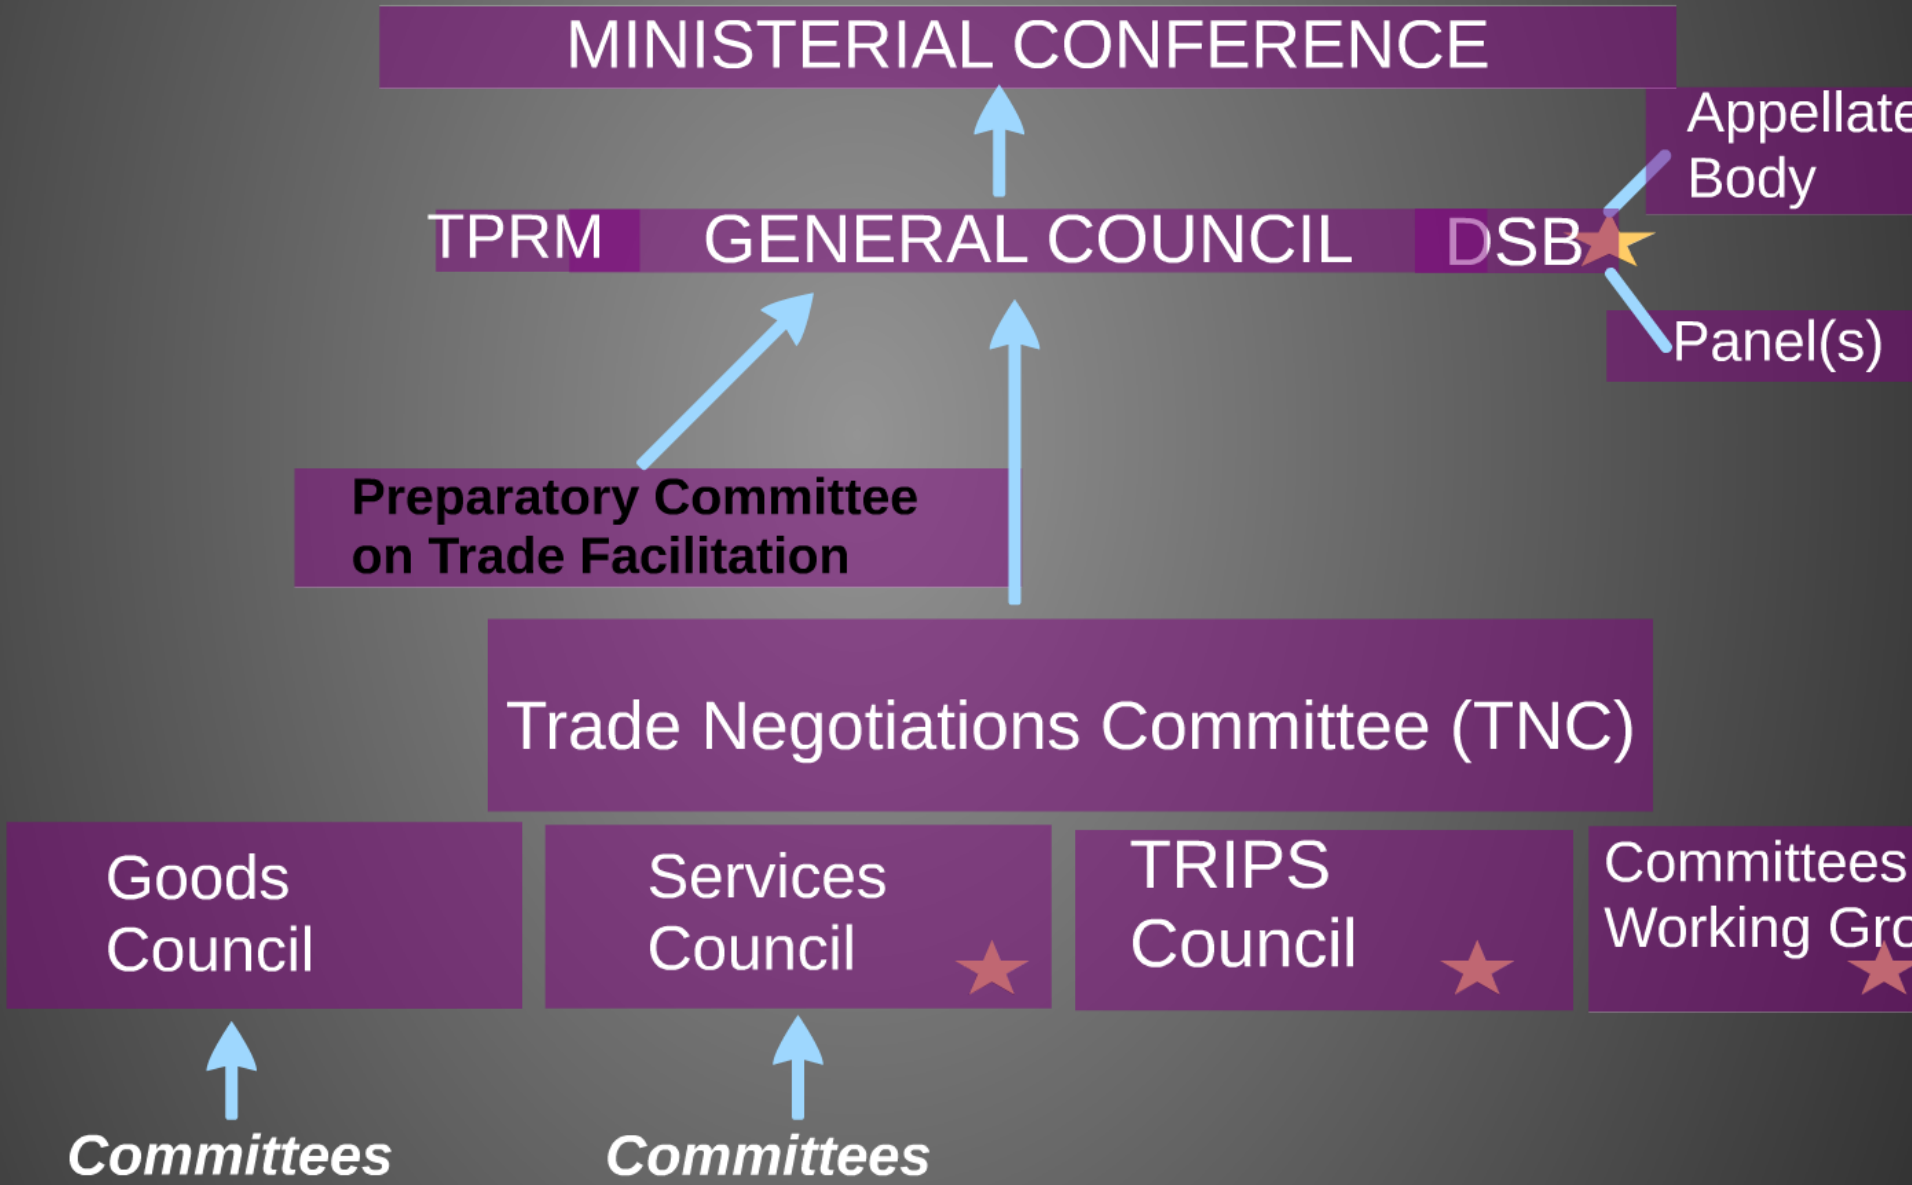 MINISTERIAL CONFERENCE
Appellate
Body
TPRM GENERAL COUNCIL DSB
Panel(s)
Preparatory Committee
on Trade Facilitation
Trade Negotiations Committee (TNC)
Goods
Council
Services
Council
TRIPS
Council
Committees
Working
Committees
Committees